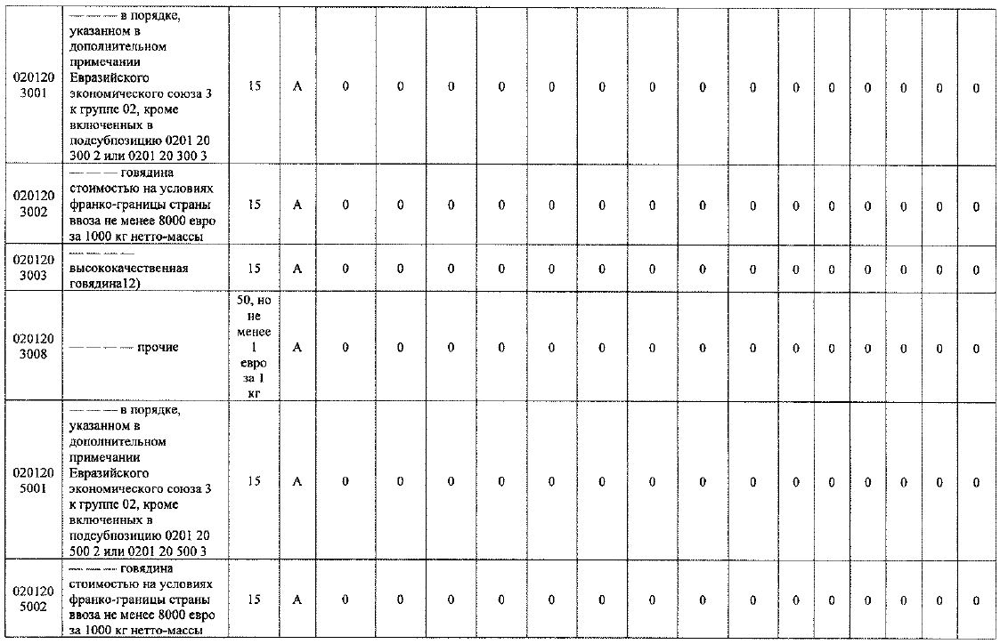 020120
3001
— — — — в порядке,
указанном в
дополнительном
примечании
Евразийского
экономического союза 3
к группе 02, кроме
включенных в
подсубпозицию 0201 20
300 2 или 0201 20 300 3
15 A 0 0 0 0 0 0 0 0 0 0 0 0 0 0 0
020120
3002
— — — — говядина
стоимостью на условиях
франко-границы страны
ввоза не менее 8000 евро
за 1000 кг нетто-массы
15 A 0 0 0 0 0 0 0 0 0 0 0 0 0 0 0
020120
3003
— — — — —
высококачественная
говядина12)
15 A 0 0 0 0 0 0 0 0 0 0 0 0 0 0 0
020120
3008
— — — — — прочие
50, но
не
менее
1
евро
за 1
кг
A 0 0 0 0 0 0 0 0 0 0 0 0 0 0 0
020120
5001
— — — — в порядке,
указанном в
дополнительном
примечании
Евразийского
экономического союза 3
к группе 02, кроме
включенных в
подсубпозицию 0201 20
500 2 или 0201 20 500 3
15 A 0 0 0 0 0 0 0 0 0 0 0 0 0 0 0
020120
5002
— — — — говядина
стоимостью на условиях
франко-границы страны
ввоза не менее 8000 евро
за 1000 кг нетто-массы
15 A 0 0 0 0 0 0 0 0 0 0 0 0 0 0 0